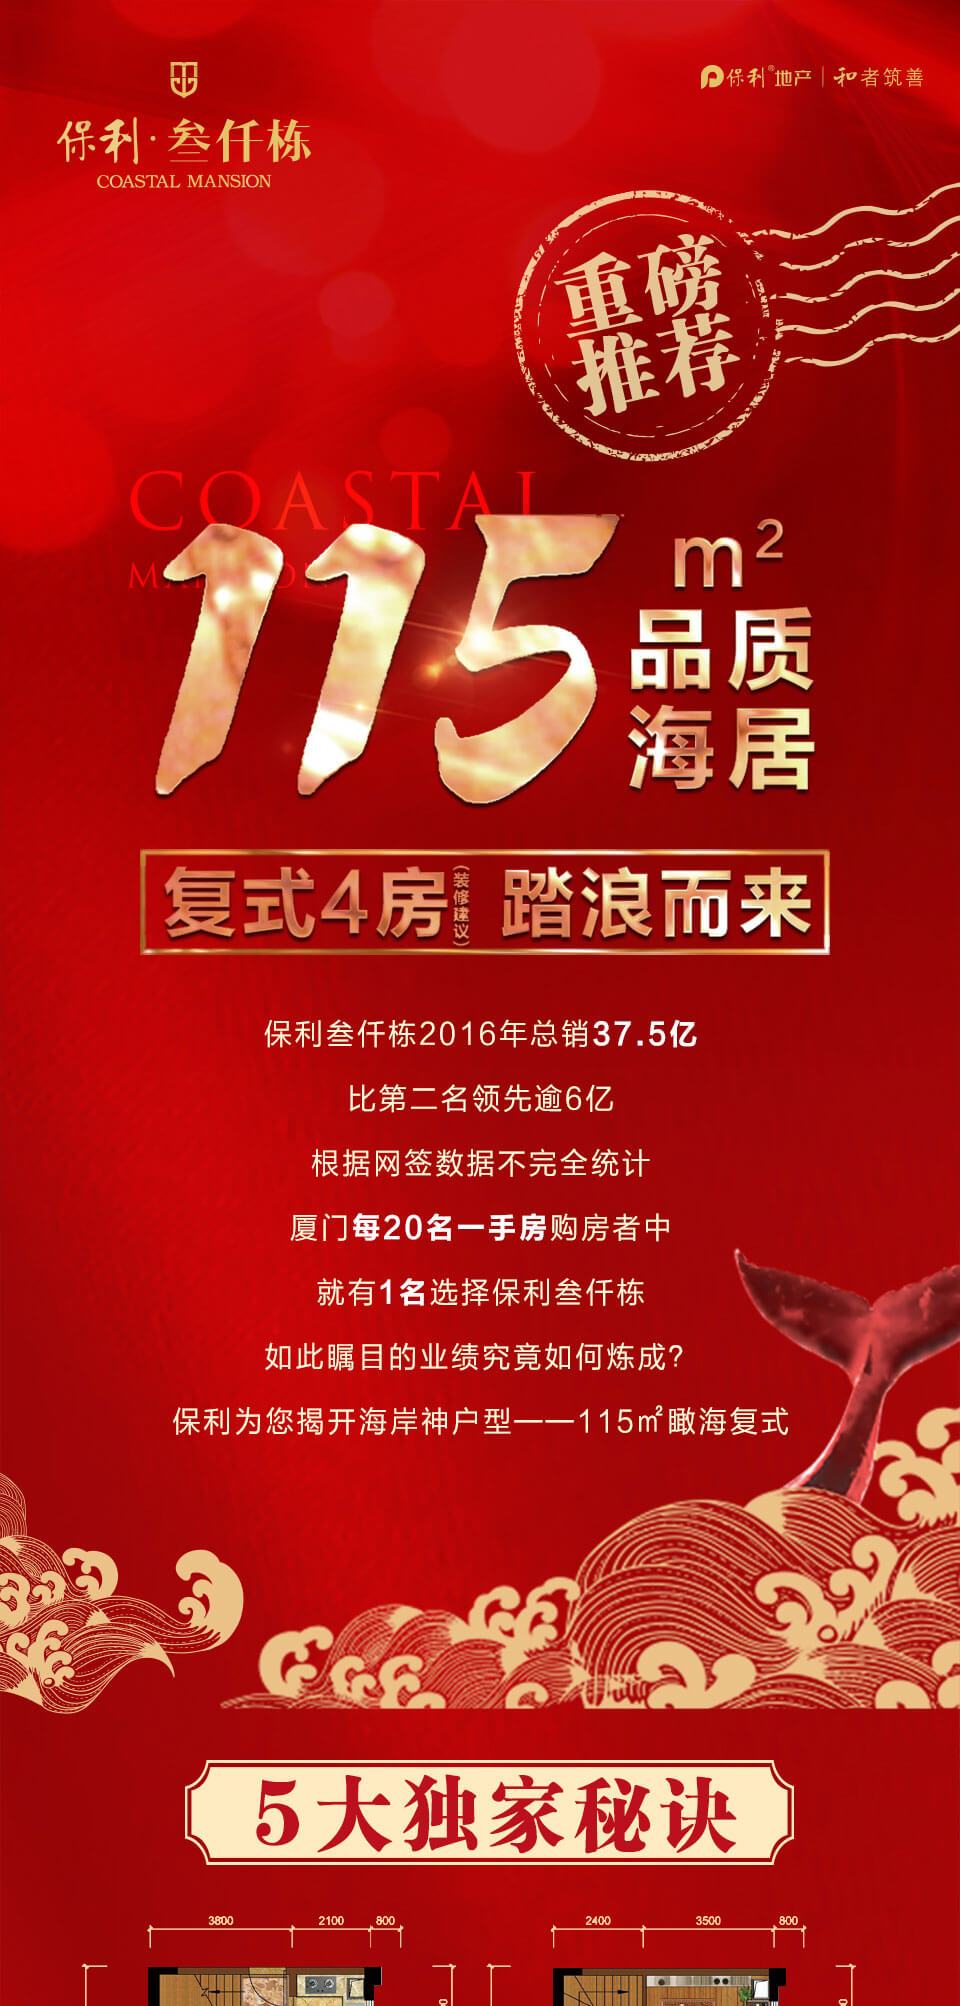 保利·叁仟栋
COASTAL MANSION
保利®地产|和者筑善
重磅
推荐
COASTAL
115
m²
品质
海居
复式4房(装修建议) 踏浪而来
保利叁仟栋2016年总销37.5亿
比第二名领先逾6亿
根据网签数据不完全统计
厦门每20名一手房购房者中
就有1名选择保利叁仟栋
如此瞩目的业绩究竟如何炼成?
保利为您揭开海岸神户型——115㎡瞰海复式
5大独家秘诀
3800 2100 800
2400 3500 800